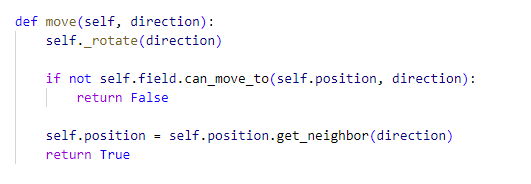 def move(self, direction):
    self._rotate(direction)

    if not self.field.can_move_to(self.position, direction):
        return False

    self.position = self.position.get_neighbor(direction)
    return True